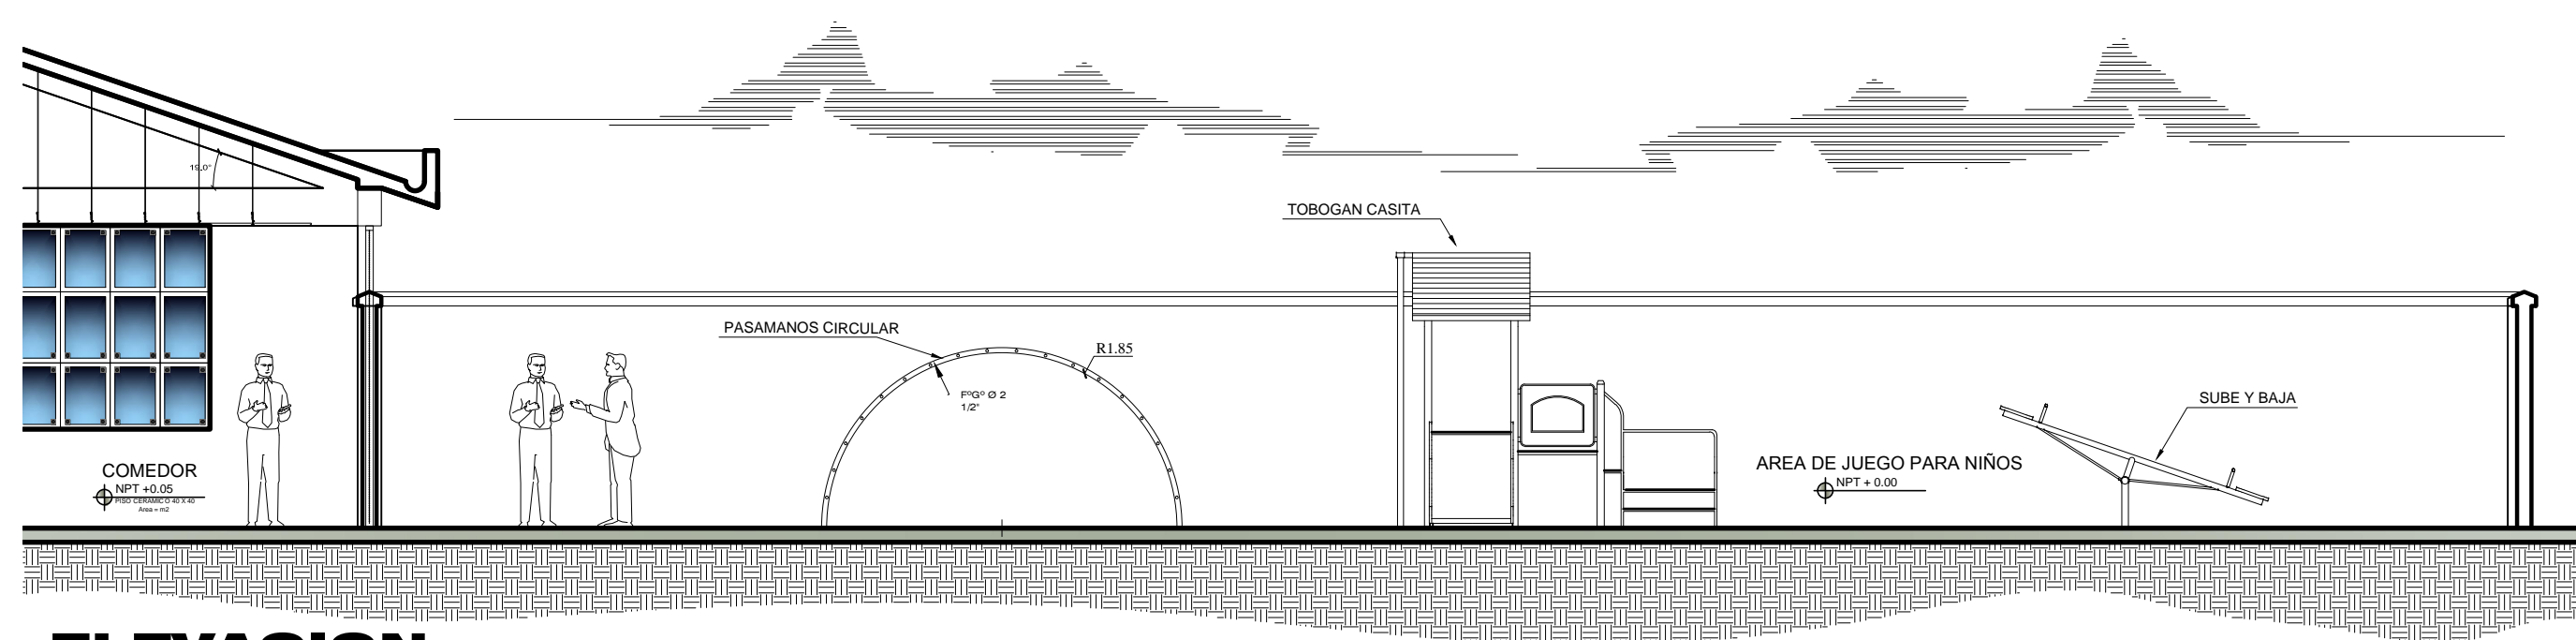 19.0°
TOBOGAN CASITA
PASAMANOS CIRCULAR
R1.85
FºGº Ø 2
1/2"
SUBE Y BAJA
COMEDOR
NPT +0.05
PISO CERAMICO 40 X 40
Area = m2
AREA DE JUEGO PARA NIÑOS
NPT + 0.00
ELEVACION